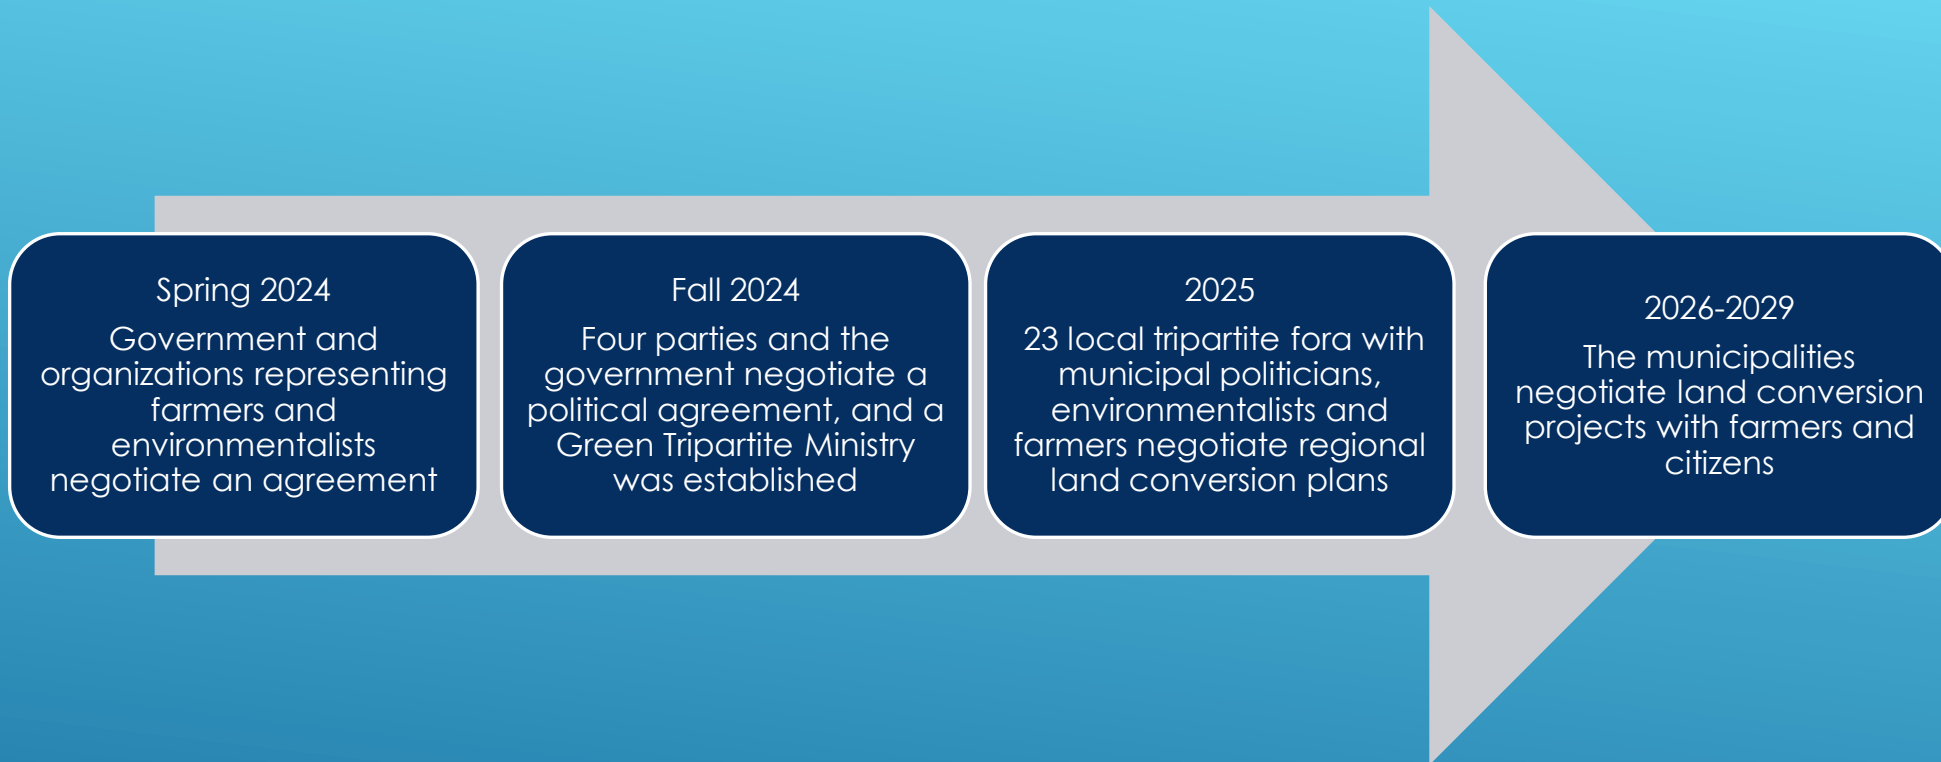 Spring 2024
Government and
organizations representing
farmers and
environmentalists
negotiate an agreement
Fall 2024
Four parties and the
government negotiate a
political agreement, and a
Green Tripartite Ministry
was established
2025
23 local tripartite fora with
municipal politicians,
environmentalists and
farmers negotiate regional
land conversion plans
2026-2029
The municipalities
negotiate land conversion
projects with farmers and
citizens